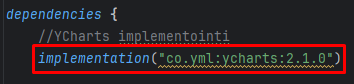 dependencies {
//YCharts implementointi
implementation("co.yml:ycharts:2.1.0")